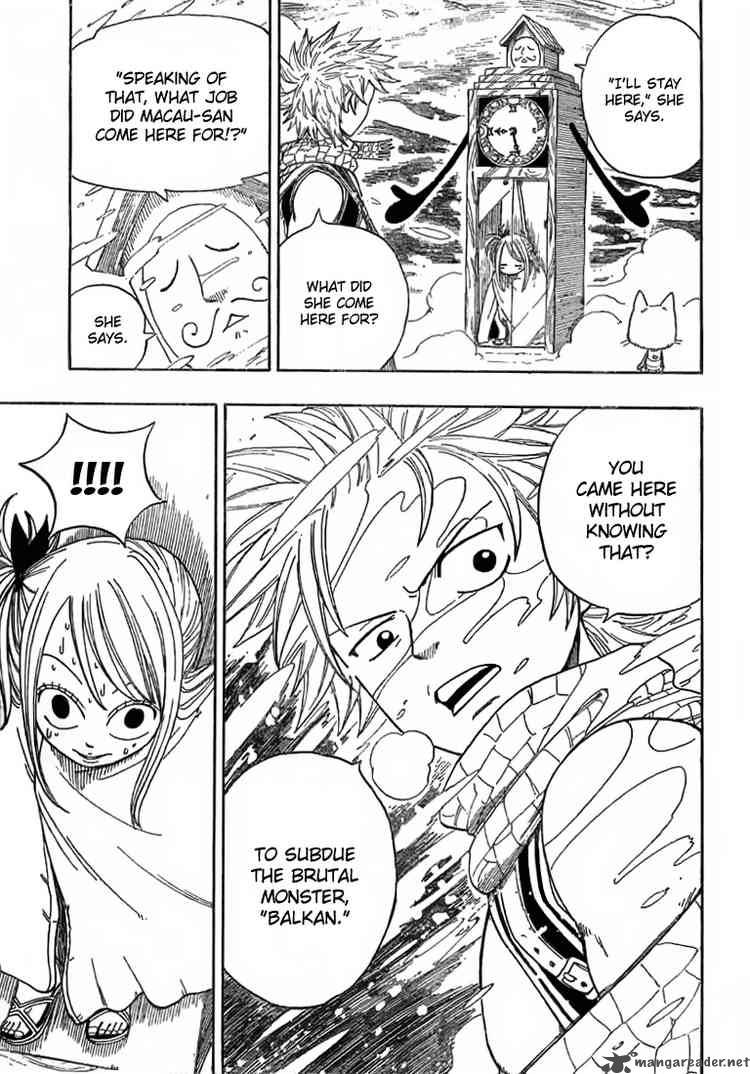 "I'LL STAY
HERE," SHE
SAYS.
WHAT DID
SHE COME
HERE FOR?
"SPEAKING OF
THAT, WHAT JOB
DID MACAU-SAN
COME HERE FOR!?"
SHE
SAYS.
YOU
CAME HERE
WITHOUT
KNOWING
THAT?
TO SUBDUE
THE BRUTAL
MONSTER,
"BALKAN."
!!!!
mangareader.net